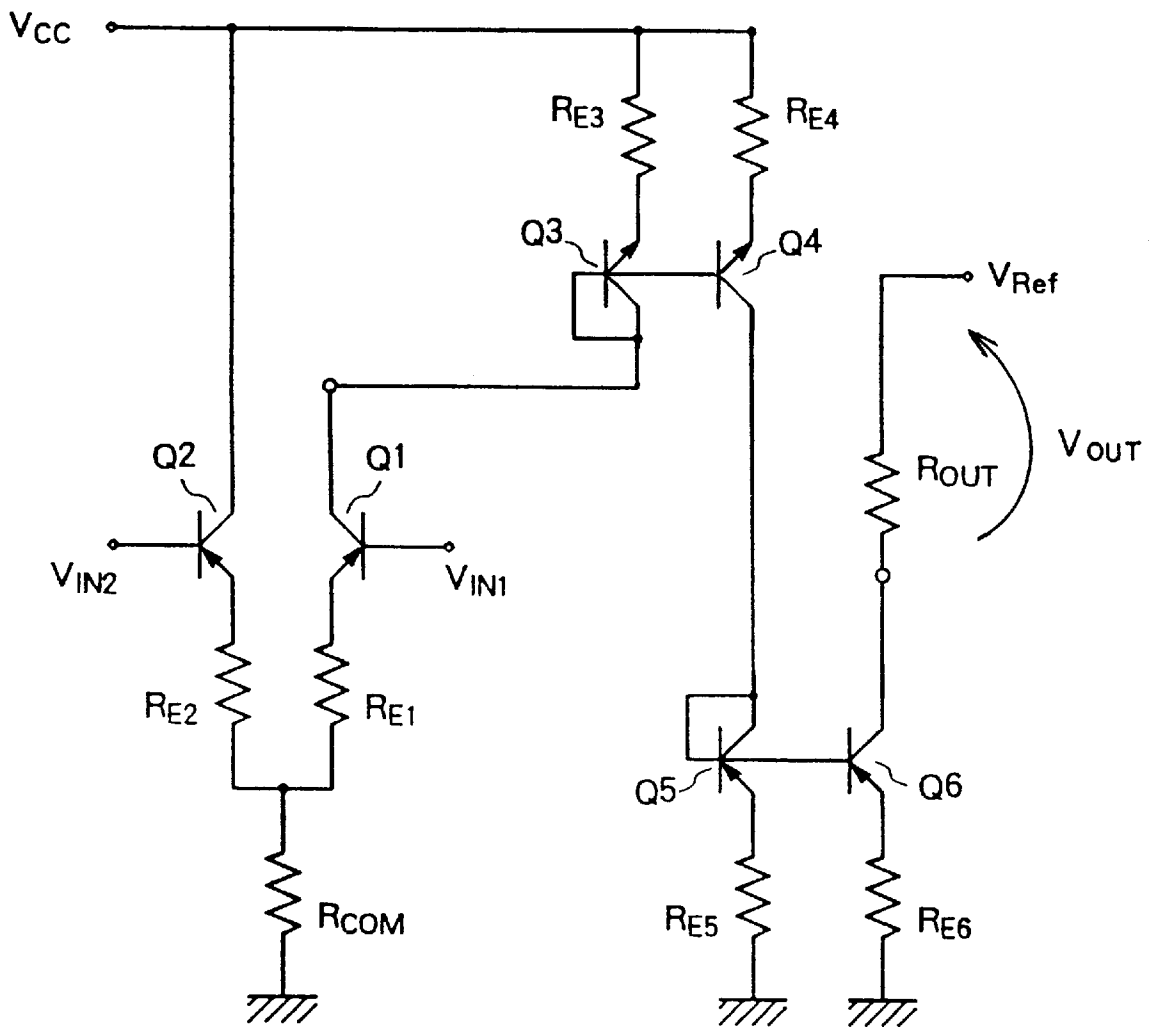 VCC
RE3
RE4
Q3
Q4
VRef
Q2
Q1
ROUT
VOUT
VIN2
VIN1
RE2
RE1
Q5
Q6
RCOM
RE5
RE6